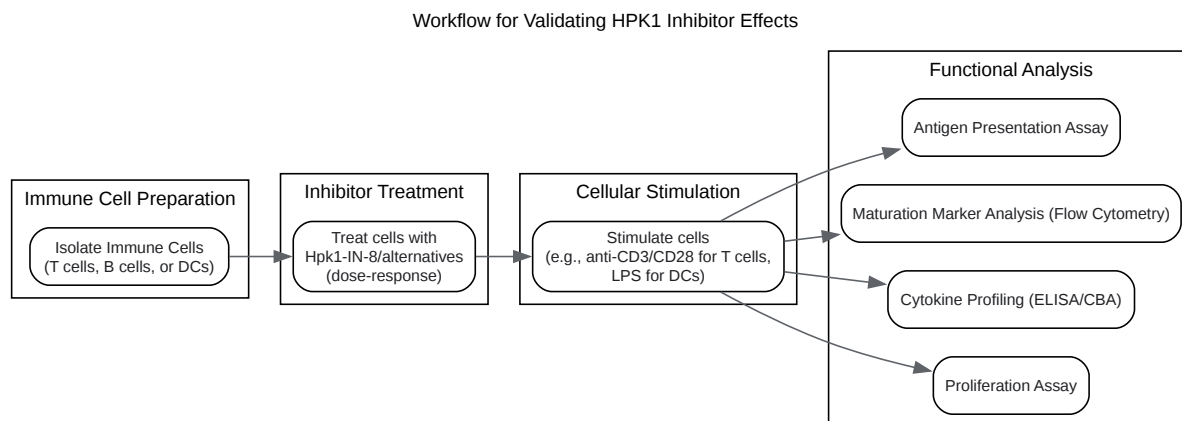 Workflow for Validating HPK1 Inhibitor Effects
Immune Cell Preparation
Isolate Immune Cells
(T cells, B cells, or DCs)
Inhibitor Treatment
Treat cells with
Hpk1-IN-8/alternatives
(dose-response)
Cellular Stimulation
Stimulate cells
(e.g., anti-CD3/CD28 for T cells,
LPS for DCs)
Functional Analysis
Antigen Presentation Assay
Maturation Marker Analysis (Flow Cytometry)
Cytokine Profiling (ELISA/CBA)
Proliferation Assay